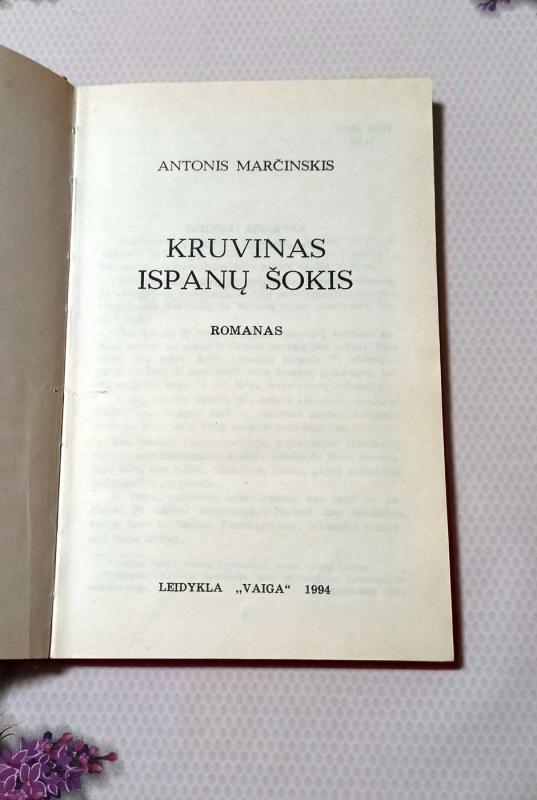 ANTONIS MARČINSKIS
KRUVINAS
ISPANŲ ŠOKIS
ROMANAS
LEIDYKLA „VAIGA“ 1994